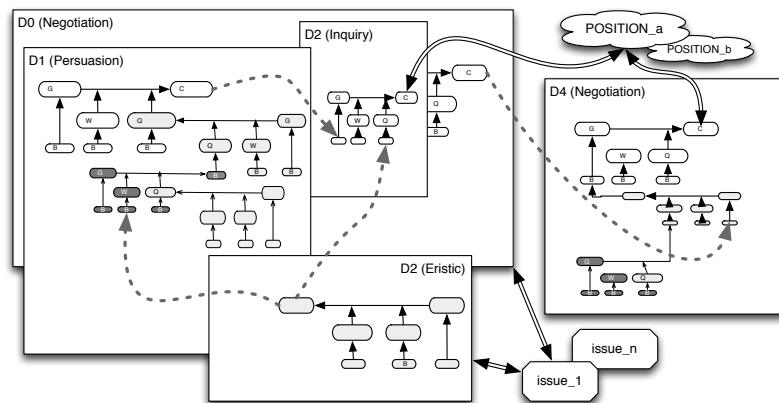 D0 (Negotiation)
D2 (Inquiry)
POSITION_a
POSITION_b
D1 (Persuasion)
D4 (Negotiation)
C
G
C
G
C
Q
B
W
Q
W
Q
G
B
B
B
Q
W
B
B
G
B
W
Q
B
B
B
G
C
W
Q
B
B
B
G
W
Q
B
B
B
D2 (Eristic)
B
issue_n
issue_1